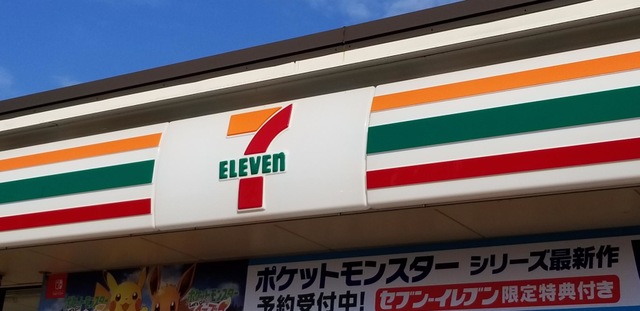 7
ELEVEn
ポケットモンスター シリーズ最新作
予約受付中!
セブン-イレブン限定特典付き